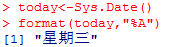 > today<-Sys.Date()
> format(today,"%A")
[1] "星期三"